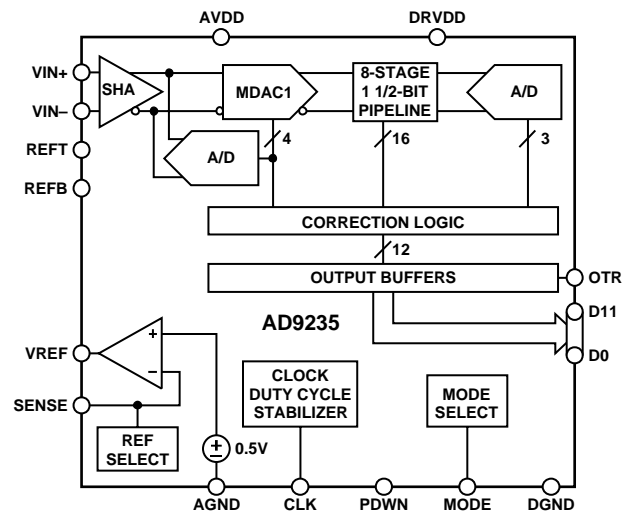 AVDD
DRVDD
VIN+
VIN–
REFT
REFB
SHA
MDAC1
8-STAGE
1 1/2-BIT
PIPELINE
A/D
A/D
4
16
3
CORRECTION LOGIC
12
OUTPUT BUFFERS
OTR
D11
D0
AD9235
VREF
SENSE
+
–
REF
SELECT
+
–
0.5V
CLOCK
DUTY CYCLE
STABILIZER
MODE
SELECT
AGND
CLK
PDWN
MODE
DGND